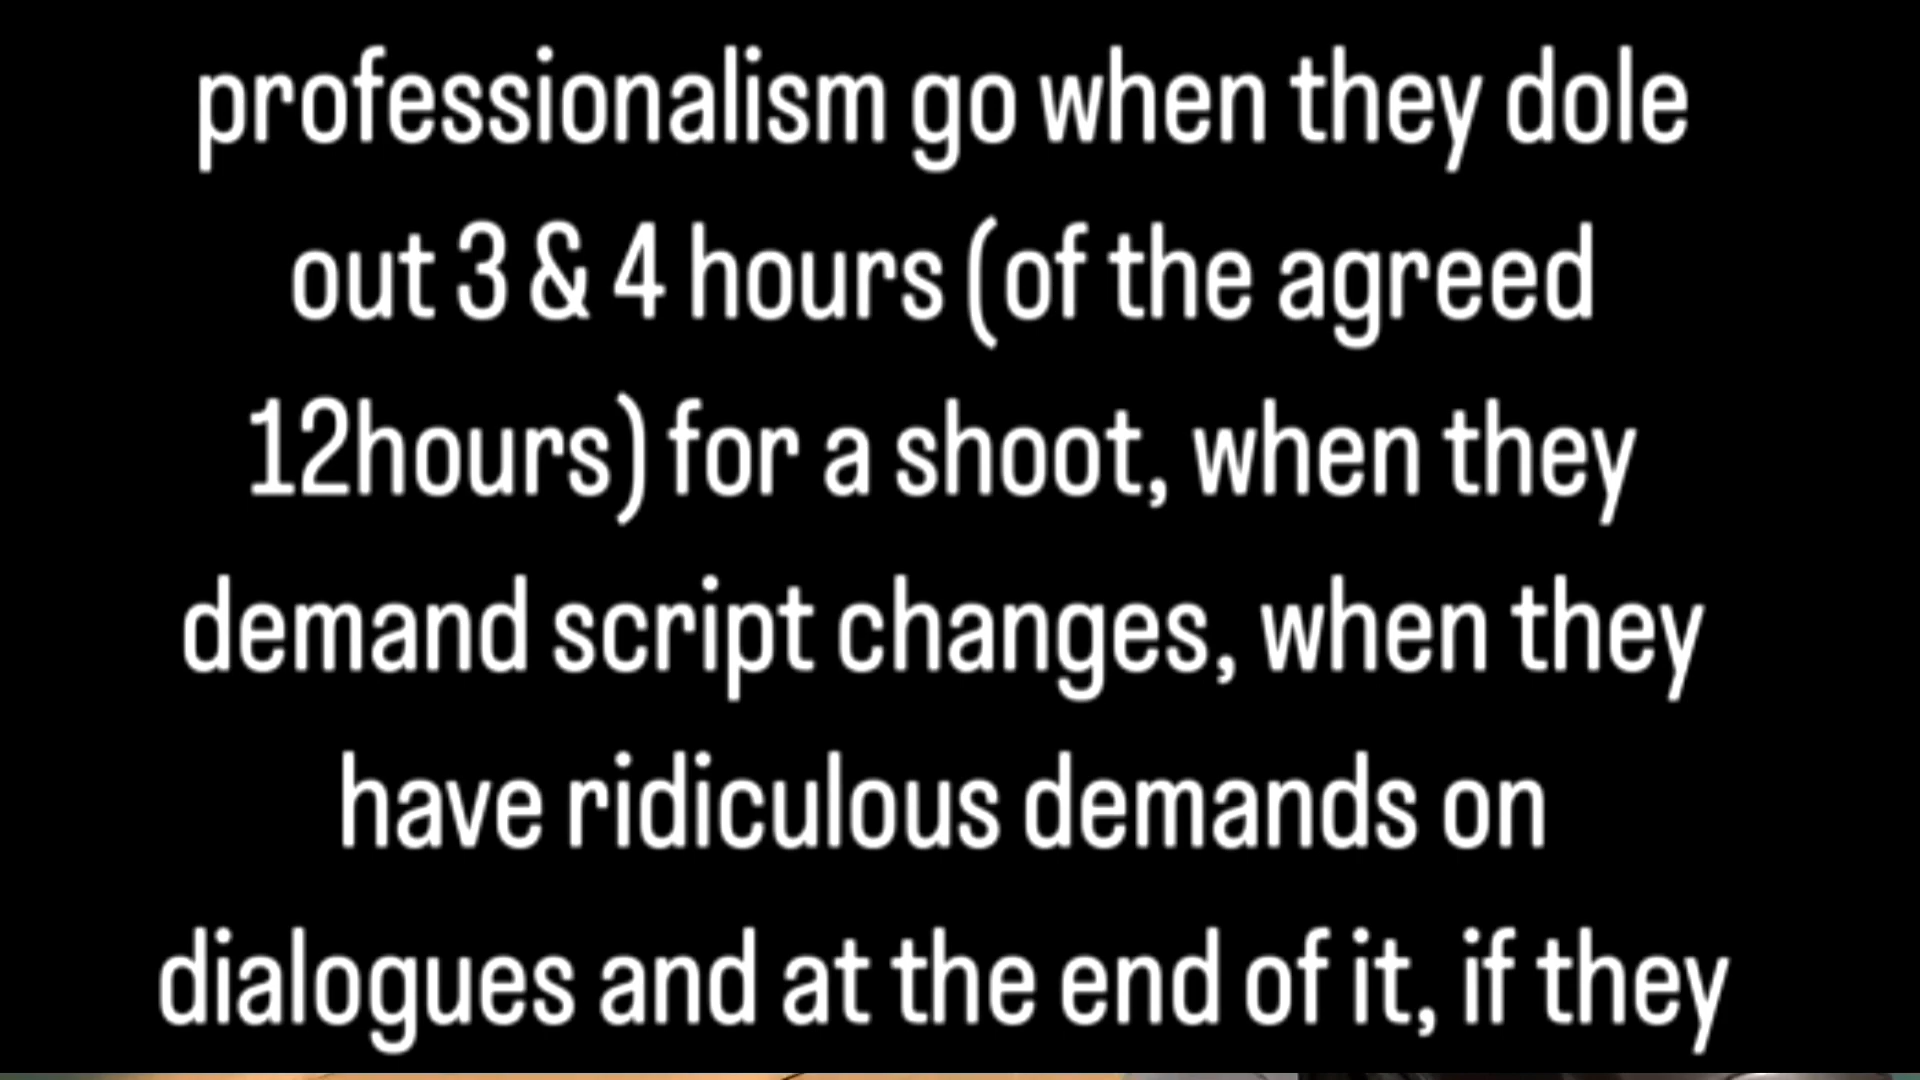 professionalism go when they dole
out 3 & 4 hours (of the agreed
12hours) for a shoot, when they
demand script changes, when they
have ridiculous demands on
dialogues and at the end of it, if they